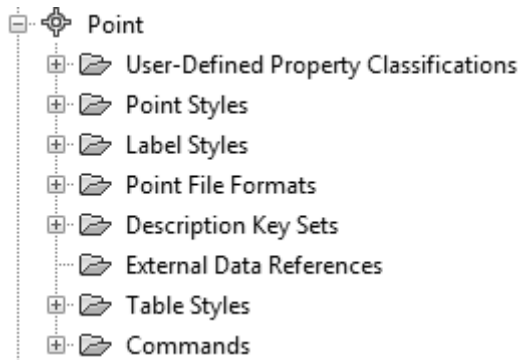 Point
User-Defined Property Classifications
Point Styles
Label Styles
Point File Formats
Description Key Sets
External Data References
Table Styles
Commands